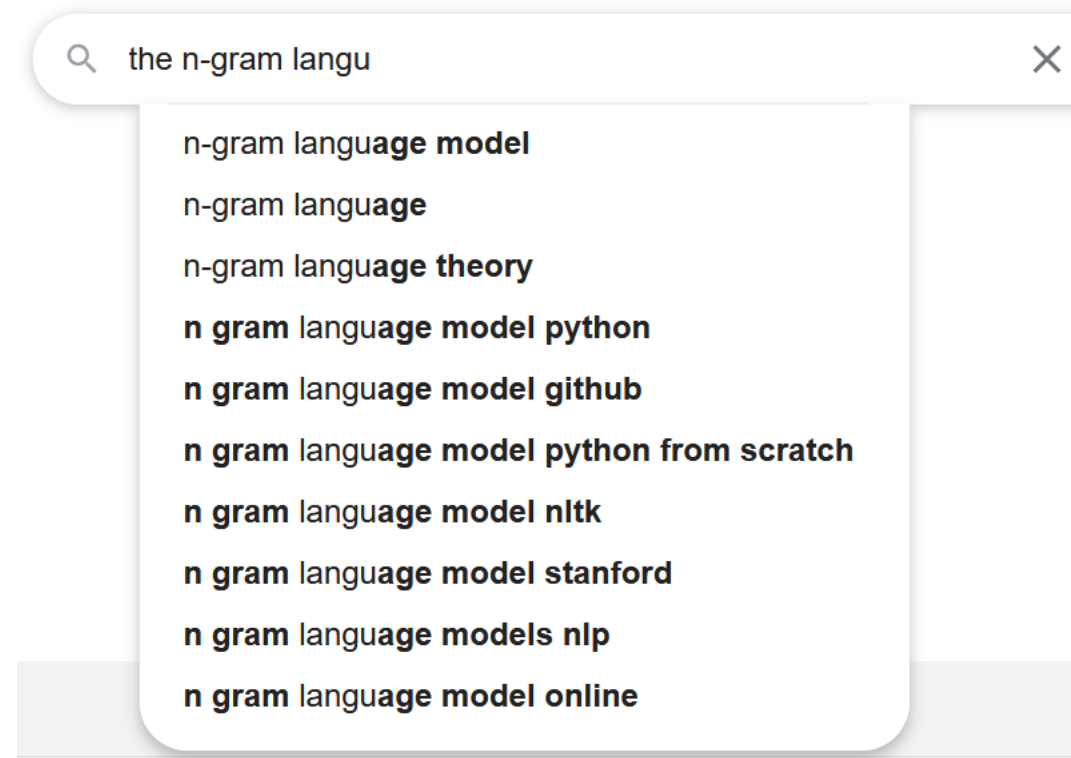 the n-gram langu
n-gram language model
n-gram language
n-gram language theory
n gram language model python
n gram language model github
n gram language model python from scratch
n gram language model nltk
n gram language model stanford
n gram language models nlp
n gram language model online